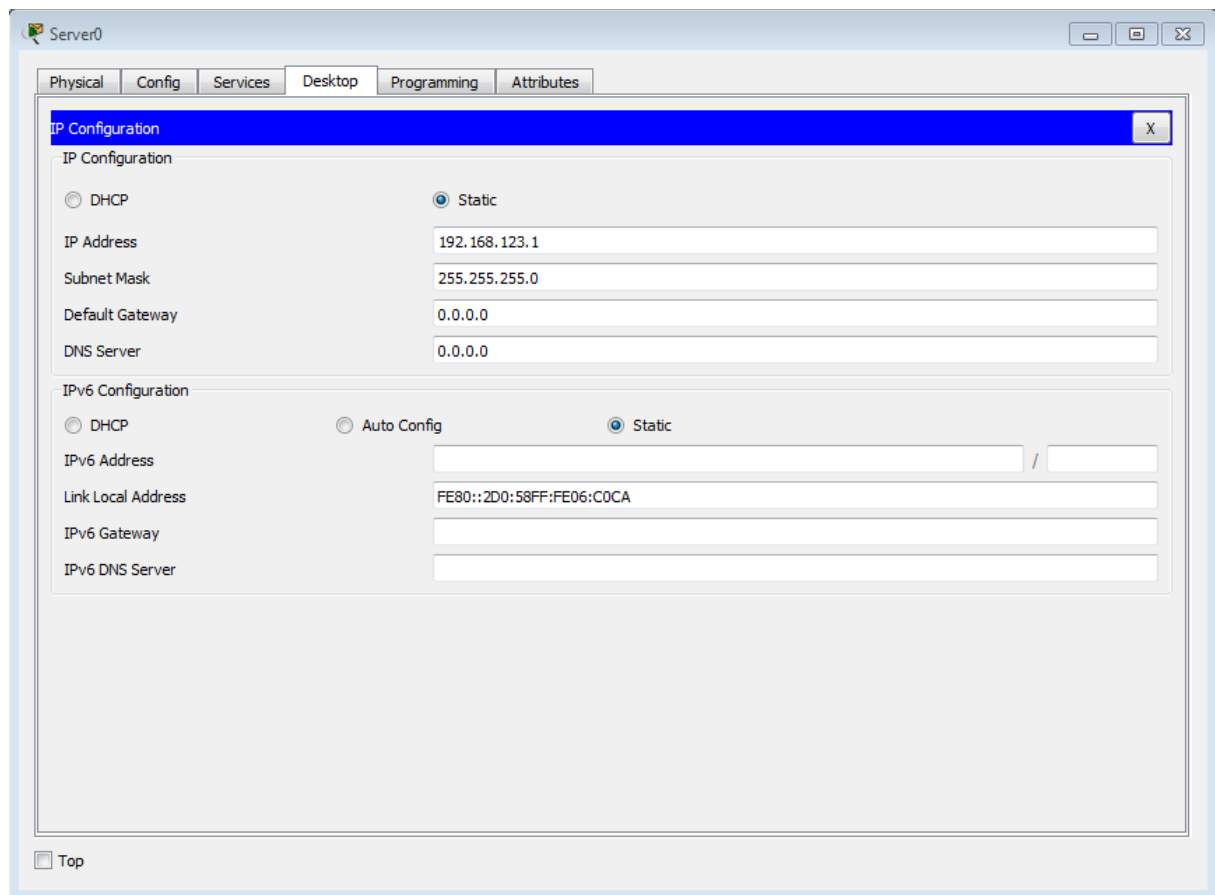 Server0
Physical Config Services Desktop Programming Attributes
IP Configuration X
IP Configuration
DHCP Static
IP Address 192.168.123.1
Subnet Mask 255.255.255.0
Default Gateway 0.0.0.0
DNS Server 0.0.0.0
IPv6 Configuration
DHCP Auto Config Static
IPv6 Address /
Link Local Address FE80::2D0:58FF:FE06:C0CA
IPv6 Gateway
IPv6 DNS Server
Top